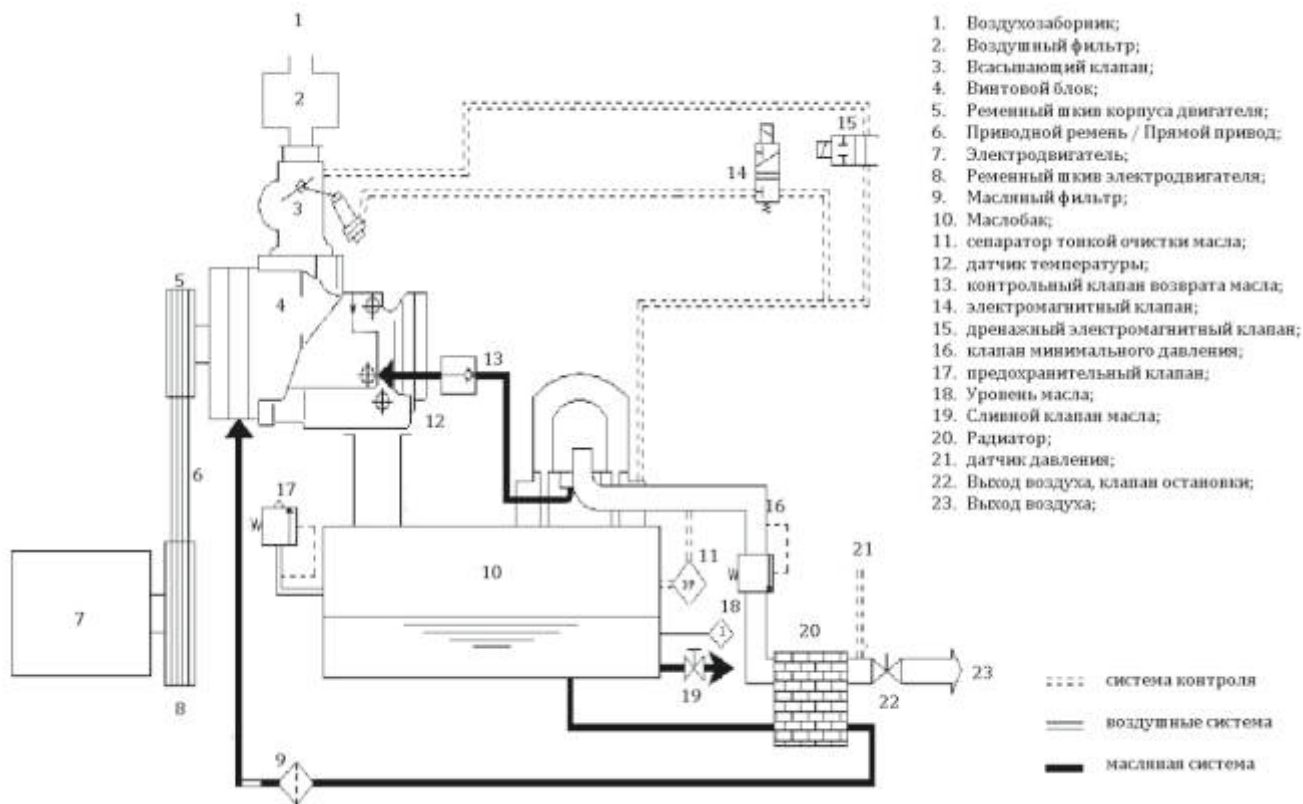 1
2
3
4
5
6
7
8
9
10
11
12
13
14
15
16
17
18
19
20
21
22
23
1. Воздухозаборник;
2. Воздушный фильтр;
3. Всасывающий клапан;
4. Винтовой блок;
5. Ременный шкив корпуса двигателя;
6. Приводной ремень / Прямой привод;
7. Электродвигатель;
8. Ременный шкив электродвигателя;
9. Масляный фильтр;
10. Маслобак;
11. сепаратор тонкой очистки масла;
12. датчик температуры;
13. контрольный клапан возврата масла;
14. электромагнитный клапан;
15. дренажный электромагнитный клапан;
16. клапан минимального давления;
17. предохранительный клапан;
18. Уровень масла;
19. Сливной клапан масла;
20. Радиатор;
21. датчик давления;
22. Выход воздуха, клапан остановки;
23. Выход воздуха;
система контроля
воздушные система
масляная система